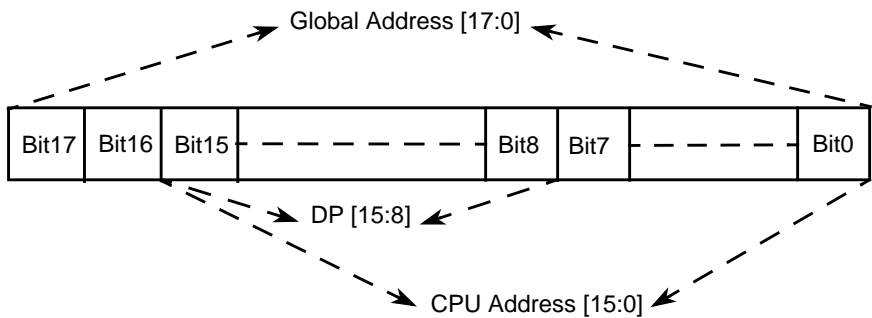 Global Address [17:0]
Bit17 Bit16 Bit15 Bit8 Bit7 Bit0
DP [15:8]
CPU Address [15:0]